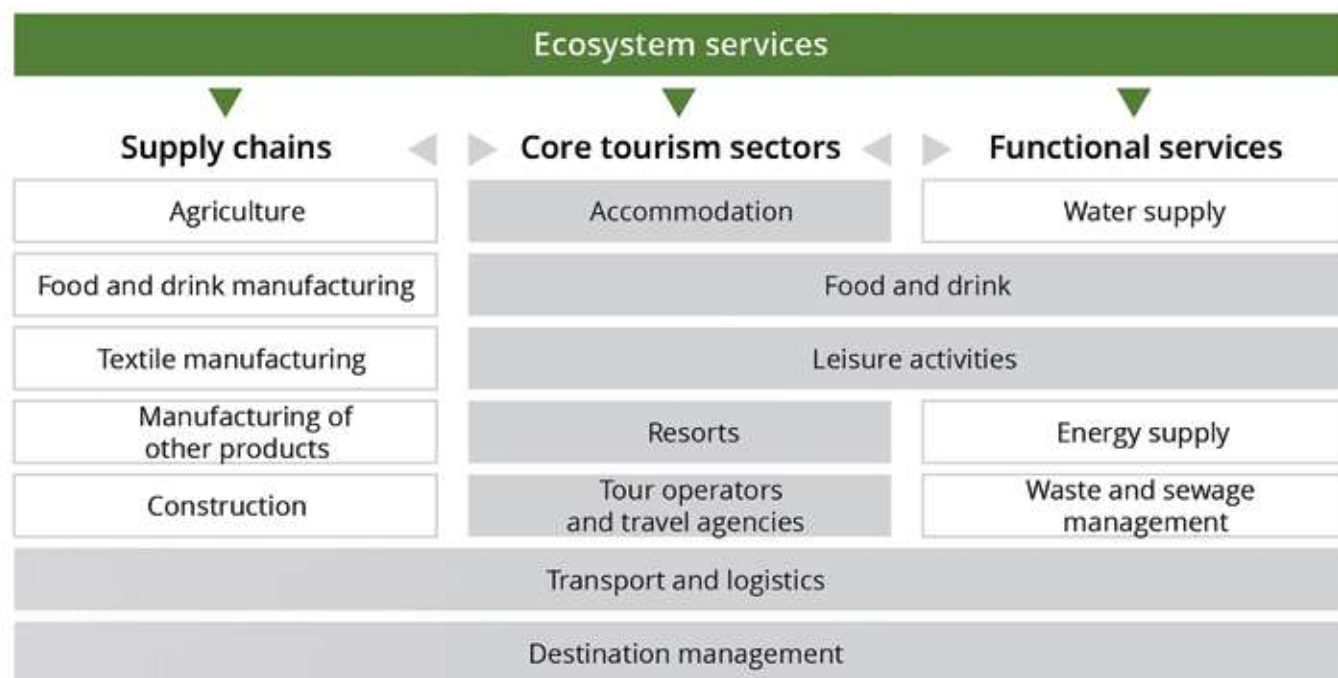 Ecosystem services
Supply chains
Core tourism sectors
Functional services
Agriculture
Accommodation
Water supply
Food and drink manufacturing
Food and drink
Textile manufacturing
Leisure activities
Manufacturing of
other products
Resorts
Energy supply
Construction
Tour operators
and travel agencies
Waste and sewage
management
Transport and logistics
Destination management